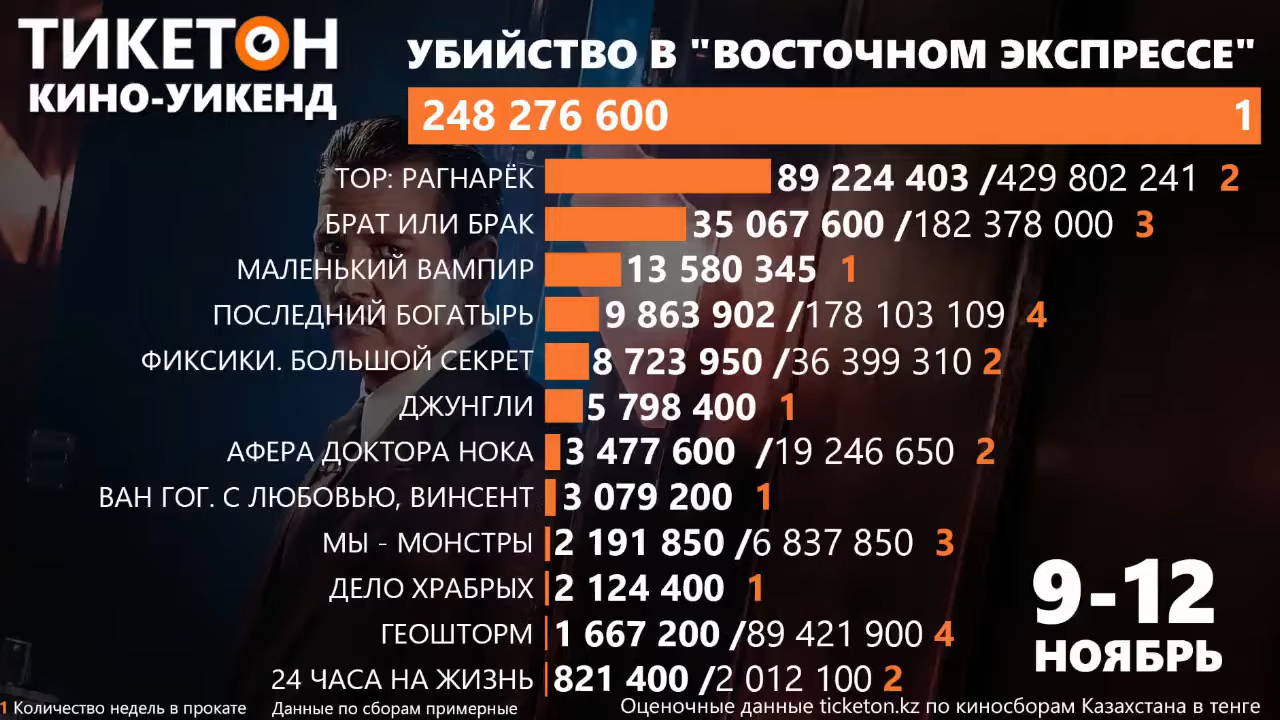 ТИКЕТОН
КИНО-УИКЕНД
УБИЙСТВО В "ВОСТОЧНОМ ЭКСПРЕССЕ"
248 276 600 1
ТОР: РАГНАРЁК 89 224 403 /429 802 241 2
БРАТ ИЛИ БРАК 35 067 600 /182 378 000 3
МАЛЕНЬКИЙ ВАМПИР 13 580 345 1
ПОСЛЕДНИЙ БОГАТЫРЬ 9 863 902 /178 103 109 4
ФИКСИКИ. БОЛЬШОЙ СЕКРЕТ 8 723 950 /36 399 310 2
ДЖУНГЛИ 5 798 400 1
АФЕРА ДОКТОРА НОКА 3 477 600 /19 246 650 2
ВАН ГОГ. С ЛЮБОВЬЮ, ВИНСЕНТ 3 079 200 1
МЫ - МОНСТРЫ 2 191 850 /6 837 850 3
ДЕЛО ХРАБРЫХ 2 124 400 1
ГЕОШТОРМ 1 667 200 /89 421 900 4
24 ЧАСА НА ЖИЗНЬ 821 400 /2 012 100 2
9-12
НОЯБРЬ
1 Количество недель в прокате Данные по сборам примерные Оценочные данные ticketon.kz по киносборам Казахстана в тенге